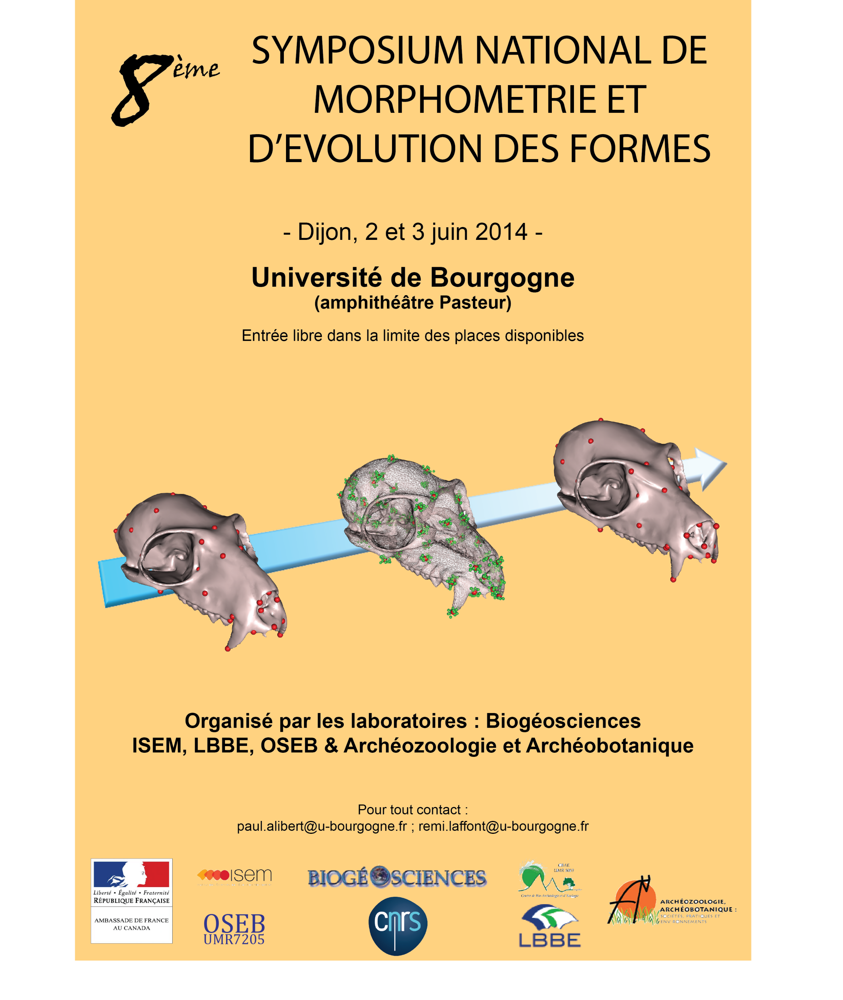 8ème
SYMPOSIUM NATIONAL DE
MORPHOMETRIE ET
D'EVOLUTION DES FORMES
- Dijon, 2 et 3 juin 2014 -
Université de Bourgogne
(amphithéâtre Pasteur)
Entrée libre dans la limite des places disponibles
Organisé par les laboratoires : Biogéosciences
ISEM, LBBE, OSEB & Archéozoologie et Archéobotanique
Pour tout contact :
paul.alibert@u-bourgogne.fr ; remi.laffont@u-bourgogne.fr
Liberté • Égalité • Fraternité
RÉPUBLIQUE FRANÇAISE
AMBASSADE DE FRANCE
AU CANADA
isem
OSEB
UMR7205
BIOGÉOSCIENCES
cnrs
CBAE
UMR 5059
Centre de Bio-Archéologie et d'Ecologie
LBBE
ARCHÉOZOOLOGIE,
ARCHÉOBOTANIQUE :
SOCIÉTÉS, PRATIQUES ET
ENVIRONNEMENTS